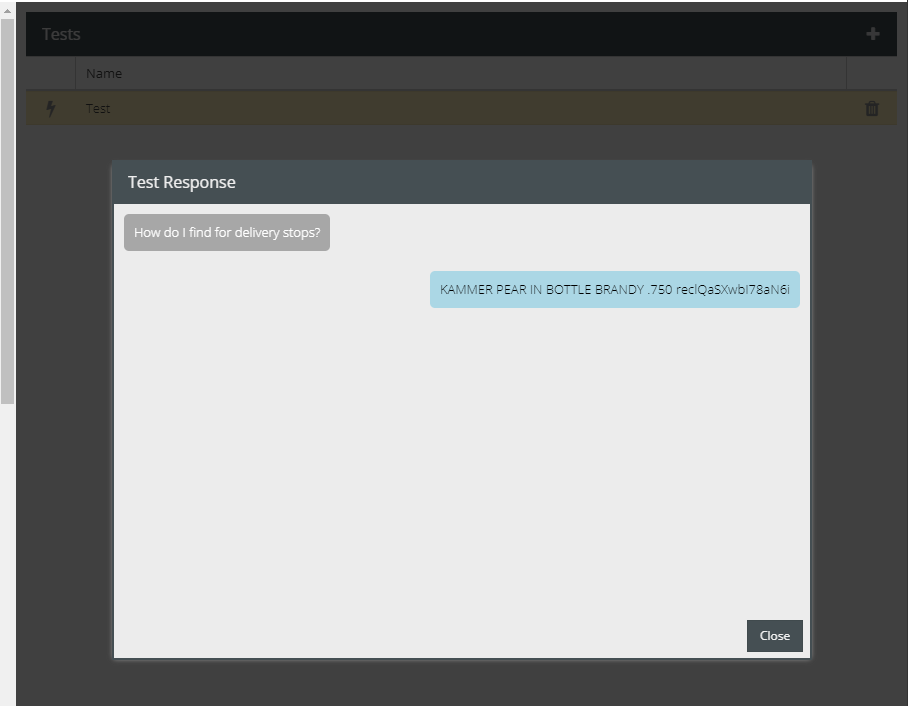 Tests
Name
Test
Test Response
How do I find for delivery stops?
KAMMER PEAR IN BOTTLE BRANDY .750 reclQaSXwbI78aN6i
Close